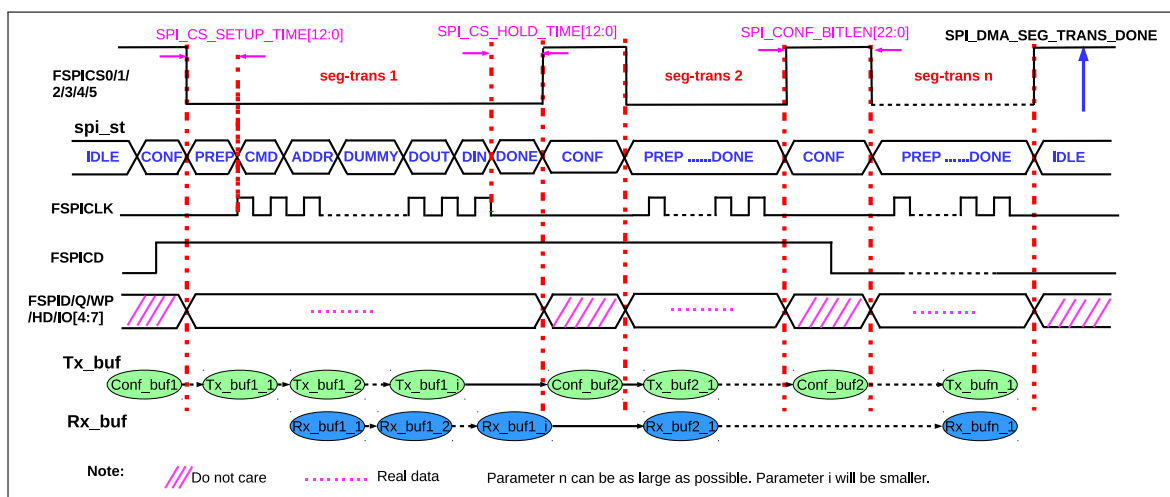 SPI_CS_SETUP_TIME[12:0]
SPI_CS_HOLD_TIME[12:0]
SPI_CONF_BITLEN[22:0]
SPI_DMA_SEG_TRANS_DONE
FSPICS0/1/
2/3/4/5
seg-trans 1
seg-trans 2
seg-trans n
spi_st
IDLE CONF PREP CMD ADDR DUMMY DOUT DIN DONE CONF PREP ......DONE CONF PREP ......DONE IDLE
FSPICLK
FSPICD
FSPID/Q/WP
/HD/IO[4:7]
Tx_buf
Conf_buf1 Tx_buf1_1 Tx_buf1_2 Tx_buf1_i Conf_buf2 Tx_buf2_1 Conf_buf2 Tx_bufn_1
Rx_buf
Rx_buf1_1 Rx_buf1_2 Rx_buf1_i Rx_buf2_1 Rx_bufn_1
Note: Do not care Real data Parameter n can be as large as possible. Parameter i will be smaller.